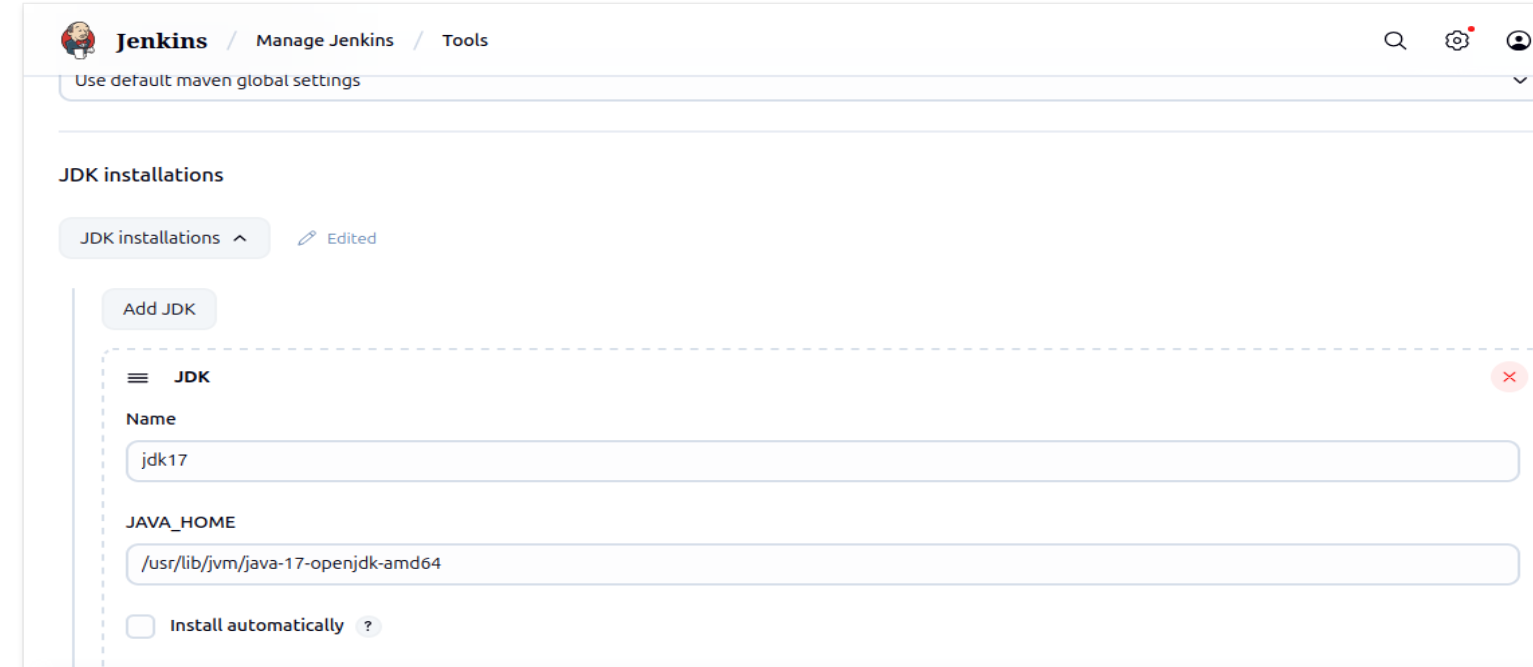 Jenkins / Manage Jenkins / Tools
Use default maven global settings
JDK installations
JDK installations Edited
Add JDK
JDK
Name
jdk17
JAVA_HOME
/usr/lib/jvm/java-17-openjdk-amd64
Install automatically ?